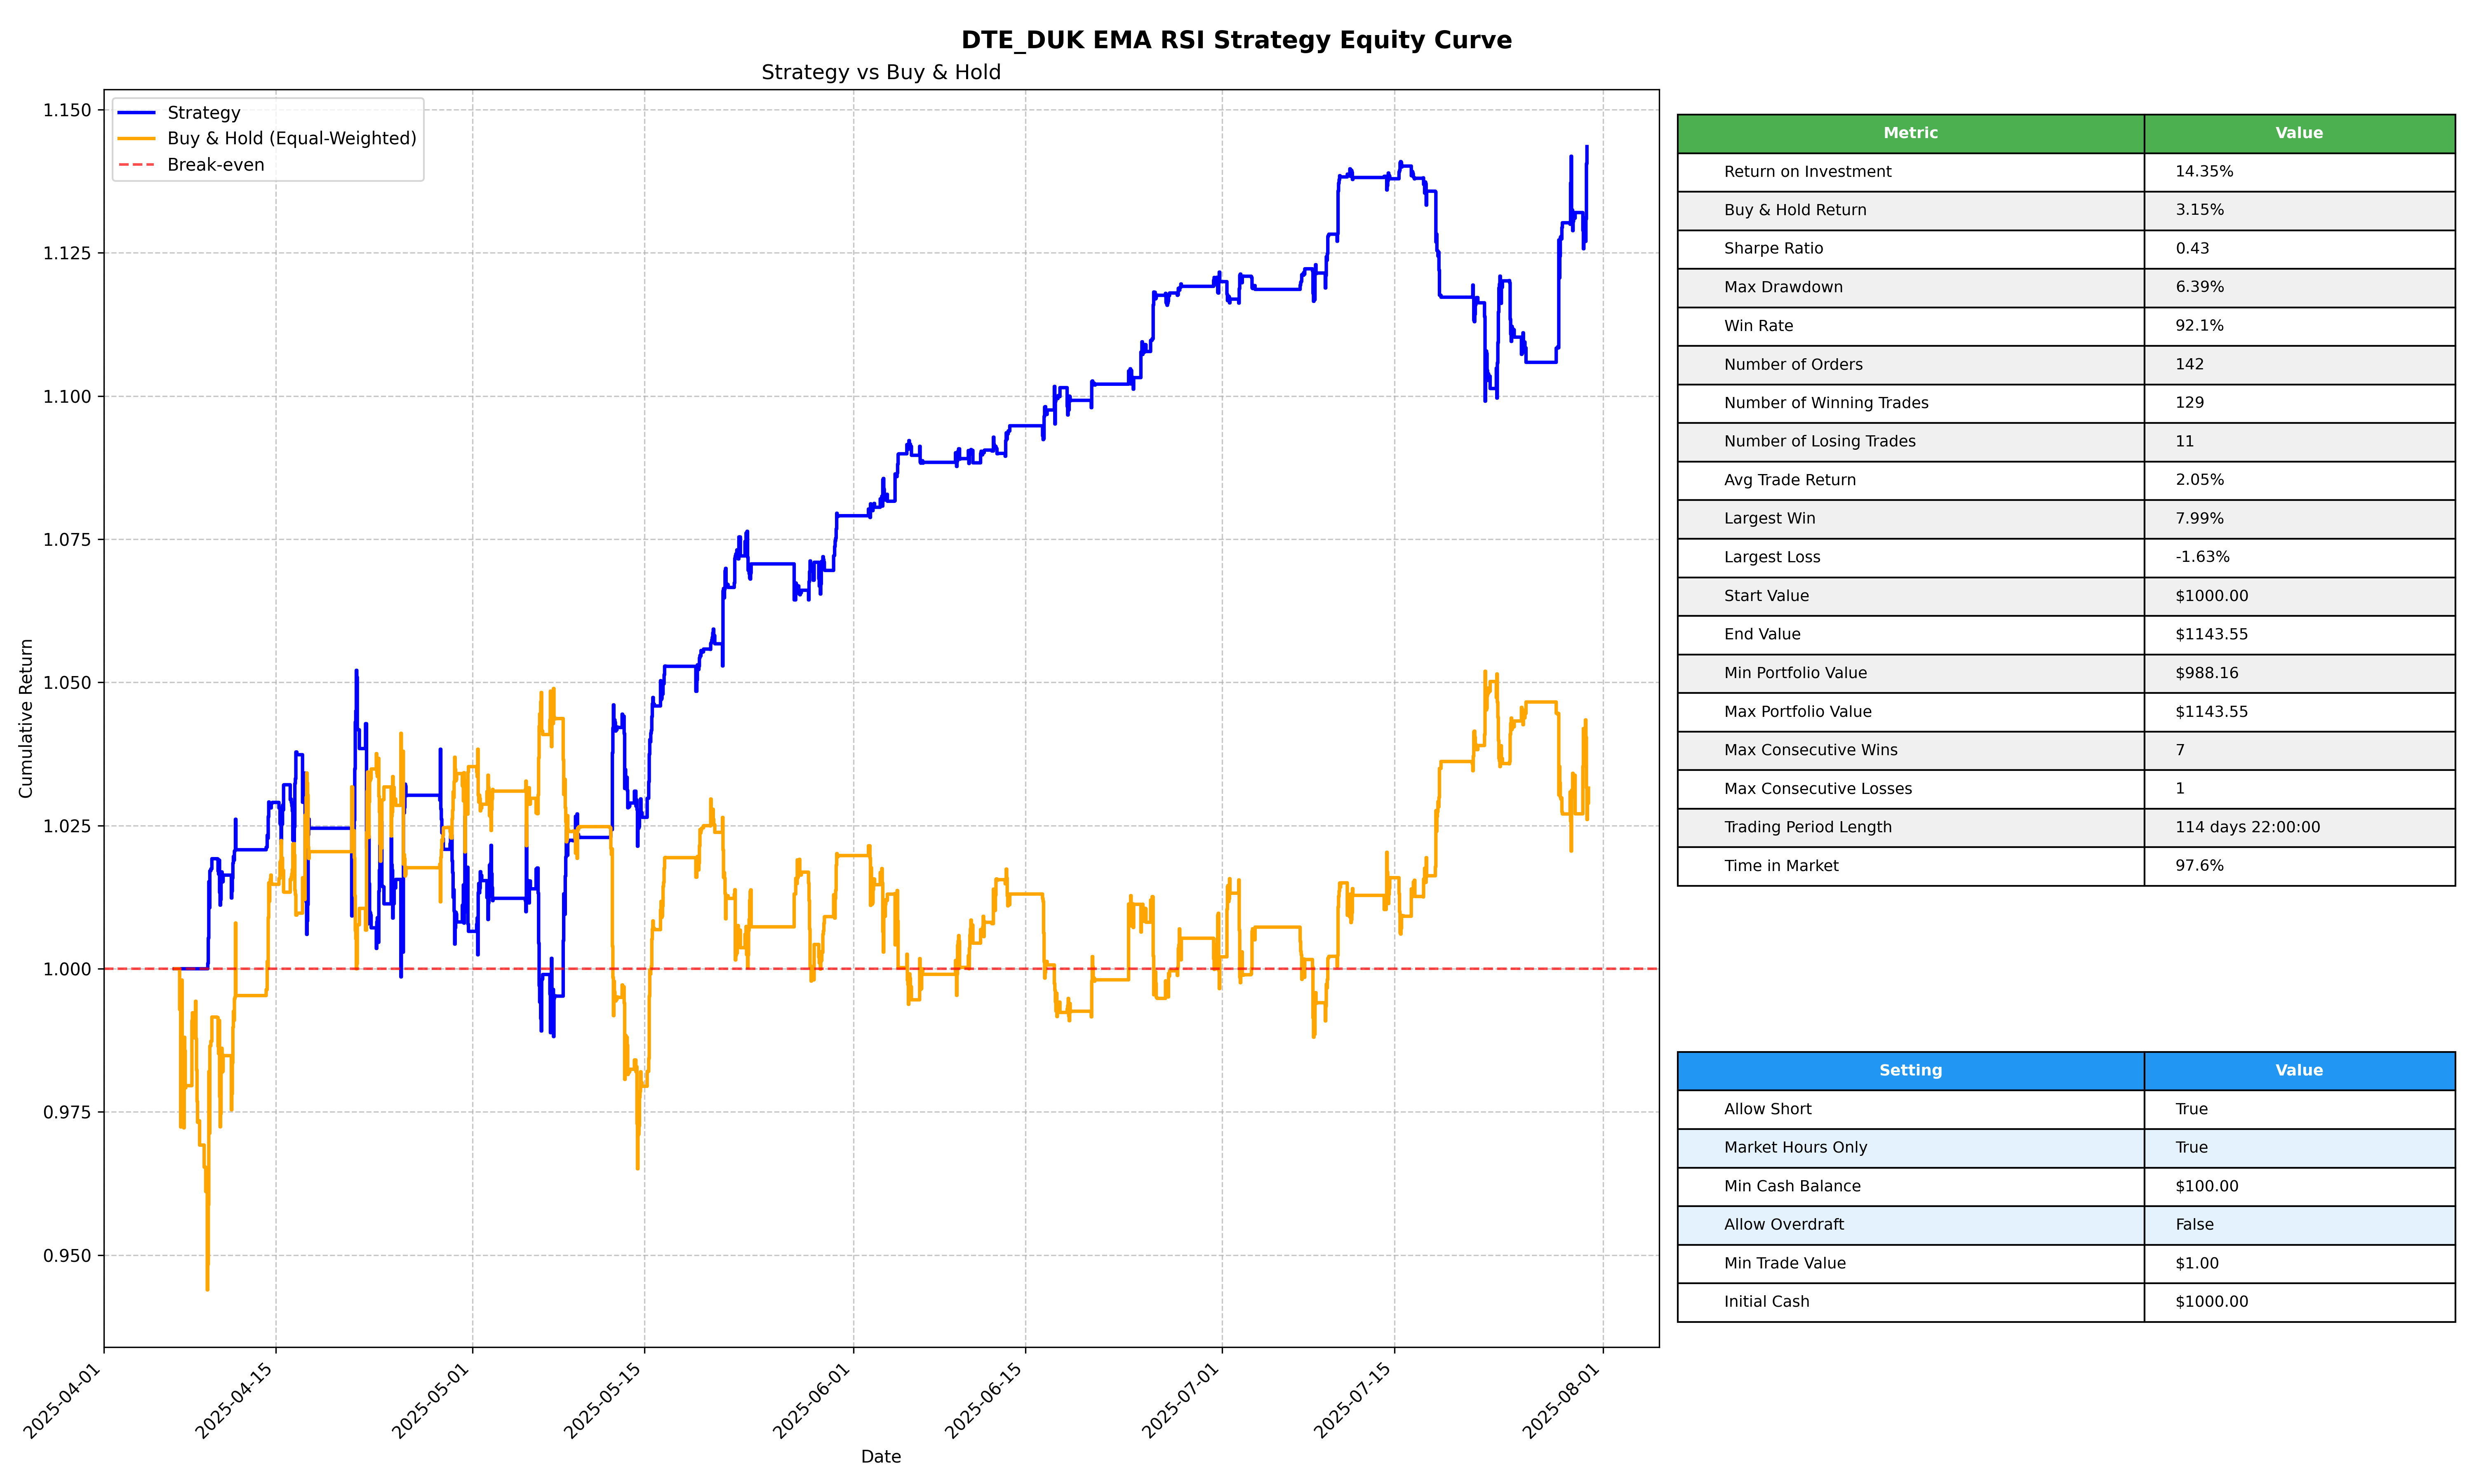 DTE_DUK EMA RSI Strategy Equity Curve
Strategy vs Buy & Hold
Strategy
Buy & Hold (Equal-Weighted)
Break-even
1.150
1.125
1.100
1.075
1.050
1.025
1.000
0.975
0.950
Cumulative Return
2025-04-01
2025-04-15
2025-05-01
2025-05-15
2025-06-01
2025-06-15
2025-07-01
2025-07-15
2025-08-01
Date
Metric Value
Return on Investment 14.35%
Buy & Hold Return 3.15%
Sharpe Ratio 0.43
Max Drawdown 6.39%
Win Rate 92.1%
Number of Orders 142
Number of Winning Trades 129
Number of Losing Trades 11
Avg Trade Return 2.05%
Largest Win 7.99%
Largest Loss -1.63%
Start Value $1000.00
End Value $1143.55
Min Portfolio Value $988.16
Max Portfolio Value $1143.55
Max Consecutive Wins 7
Max Consecutive Losses 1
Trading Period Length 114 days 22:00:00
Time in Market 97.6%
Setting Value
Allow Short True
Market Hours Only True
Min Cash Balance $100.00
Allow Overdraft False
Min Trade Value $1.00
Initial Cash $1000.00